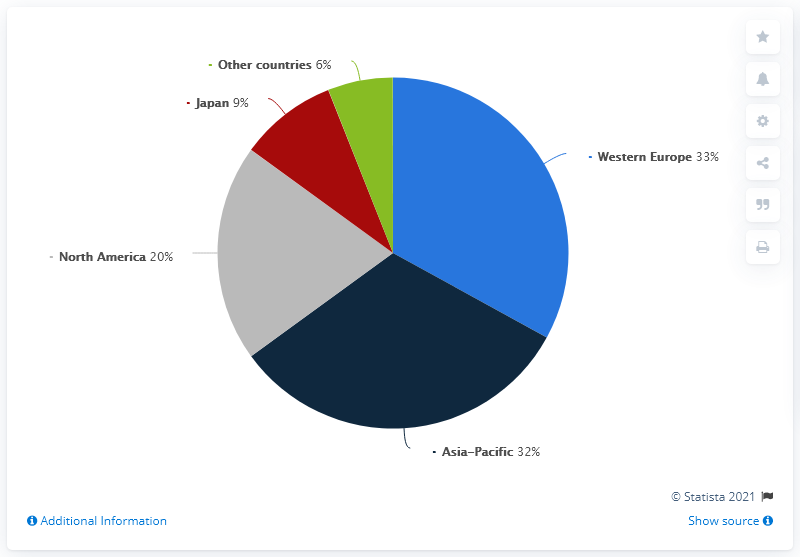 Other countries 6%
Japan 9%
Western Europe 33%
North America 20%
Asia-Pacific 32%
© Statista 2021
Additional Information
Show source